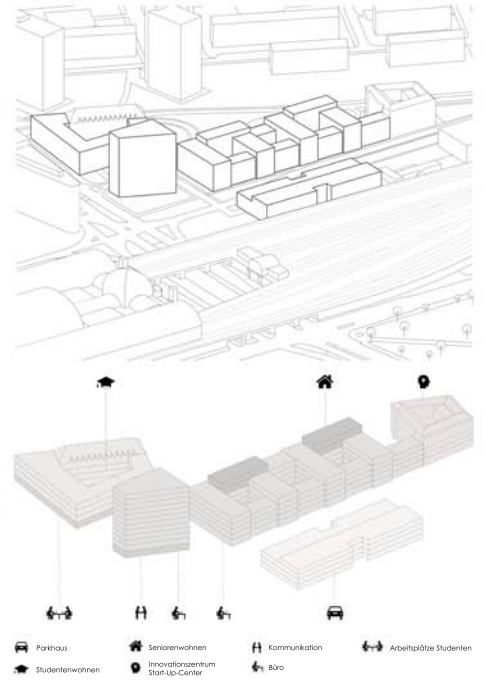 Parkhaus
Seniorenwohnen
Kommunikation
Arbeitsplätze Studenten
Studentenwohnen
Innovationszentrum
Start-Up-Center
Büro